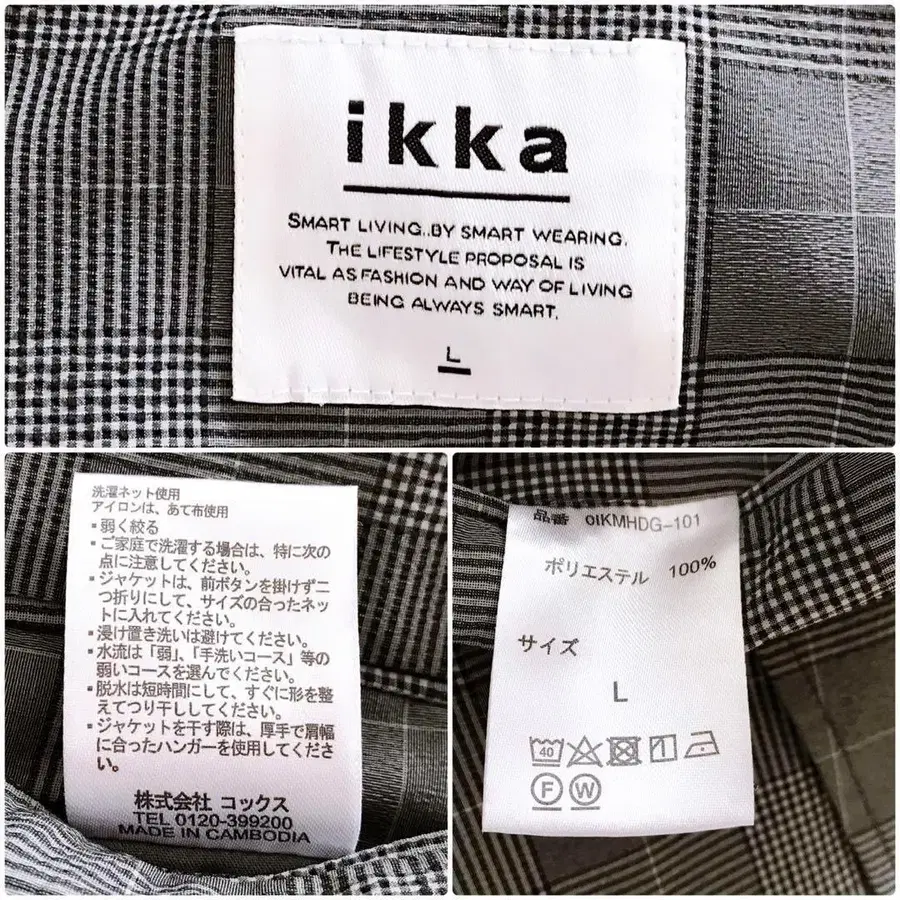 ikka
SMART LIVING..BY SMART WEARING.
THE LIFESTYLE PROPOSAL IS
VITAL AS FASHION AND WAY OF LIVING
BEING ALWAYS SMART.
L
洗濯ネット使用
アイロンは、あて布使用
▪弱く絞る
▪ご家庭で洗濯する場合は、特に次の
点に注意してください。
▪ジャケットは、前ボタンを掛けず二
つ折りにして、サイズの合ったネッ
トに入れてください。
▪浸け置き洗いは避けてください。
▪水流は「弱」、「手洗いコース」等の
弱いコースを選んでください。
▪脱水は短時間にして、すぐに形を整
えてつり干ししてください。
▪ジャケットを干す際は、厚手で肩幅
に合ったハンガーを使用してくださ
い。
株式会社 コックス
TEL 0120-399200
MADE IN CAMBODIA
品番 01KMHDG-101
ポリエステル 100%
サイズ
L
40
F W